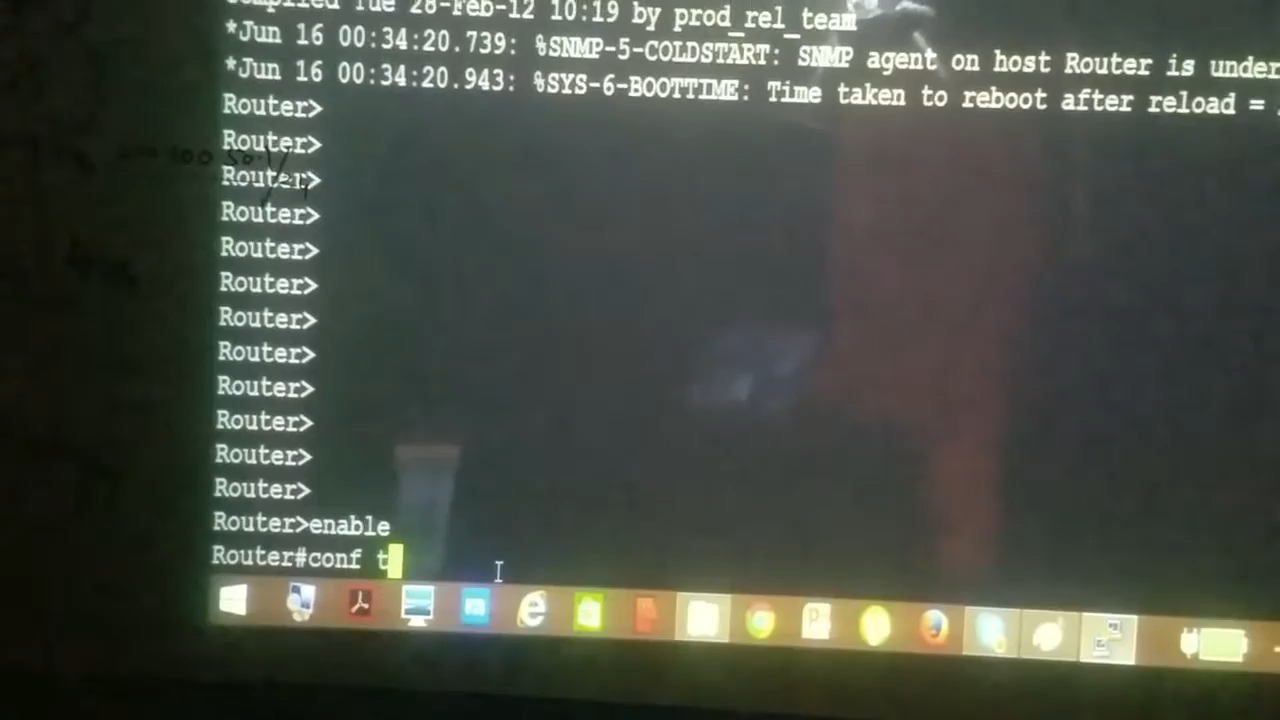 Compiled Tue 28-Feb-12 10:19 by prod_rel_team
*Jun 16 00:34:20.739: %SNMP-5-COLDSTART: SNMP agent on host Router is under
*Jun 16 00:34:20.943: %SYS-6-BOOTTIME: Time taken to reboot after reload =
Router>
Router>
Router>
Router>
Router>
Router>
Router>
Router>
Router>
Router>
Router>
Router>
Router>enable
Router#conf t